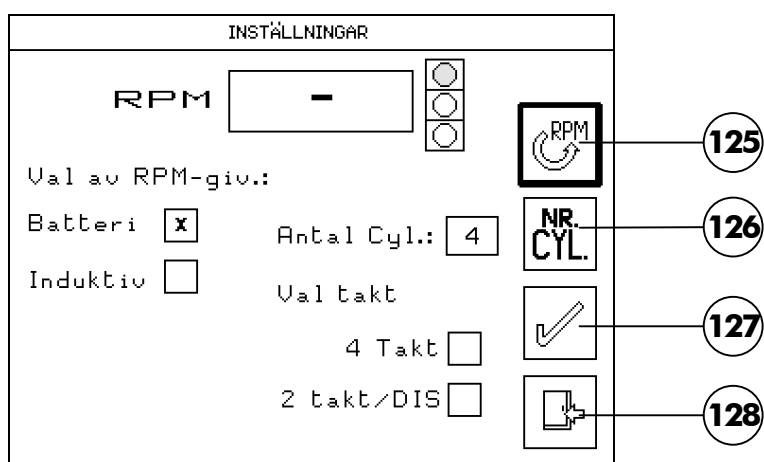 INSTÄLLNINGAR
RPM -
RPM
125
Val av RPM-giv.:
Batteri x
Antal Cyl.: 4
NR.
CYL.
126
Induktiv
Val takt
127
4 Takt
2 takt/DIS
128